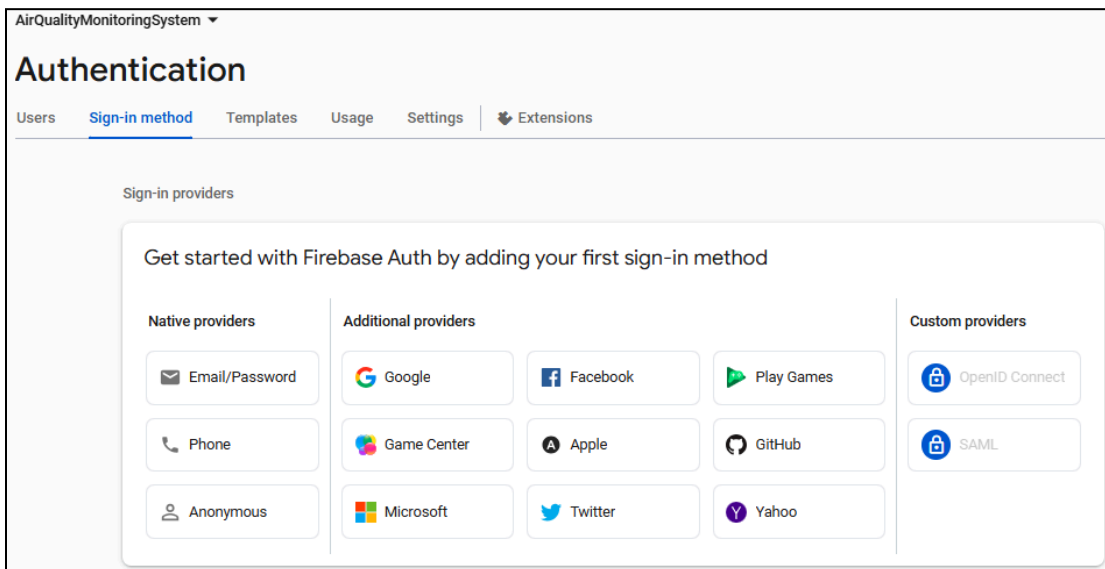 AirQualityMonitoringSystem
Authentication
Users Sign-in method Templates Usage Settings Extensions
Sign-in providers
Get started with Firebase Auth by adding your first sign-in method
Native providers Additional providers Custom providers
Email/Password Google Facebook Play Games OpenID Connect
Phone Game Center Apple GitHub SAML
Anonymous Microsoft Twitter Yahoo